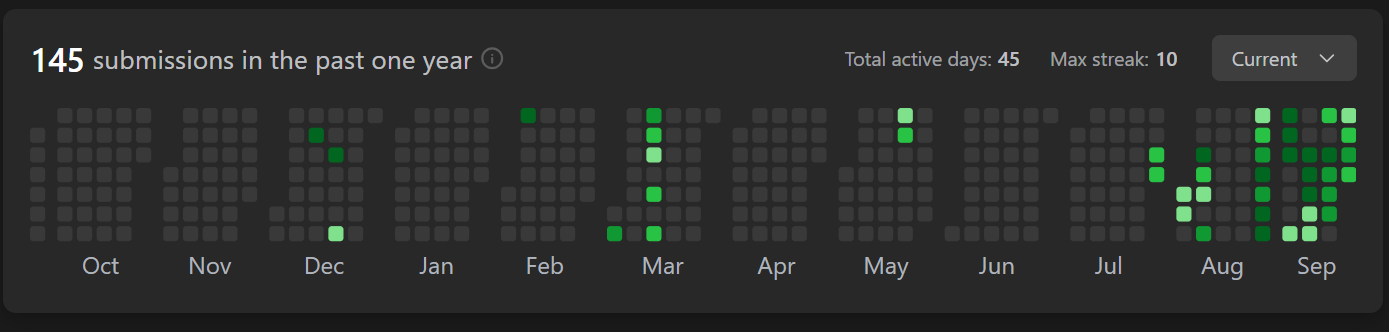 145 submissions in the past one year
Total active days: 45
Max streak: 10
Current
Oct Nov Dec Jan Feb Mar Apr May Jun Jul Aug Sep